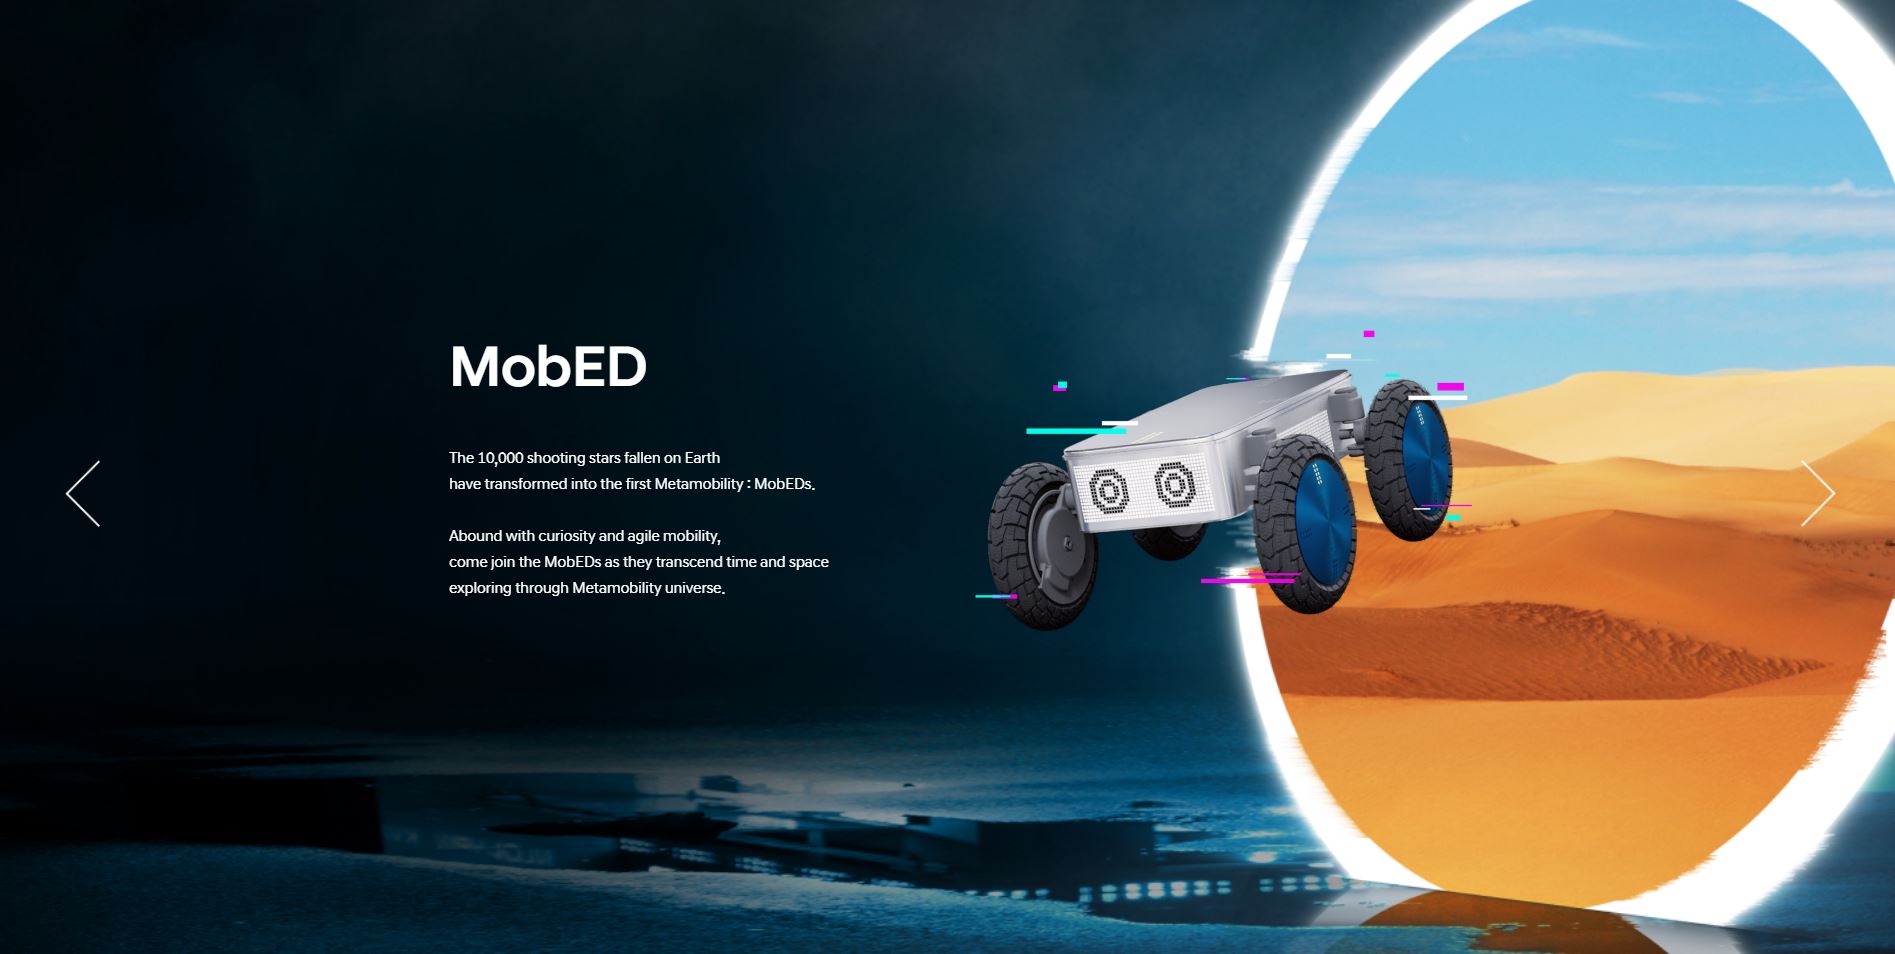 MobED
The 10,000 shooting stars fallen on Earth
have transformed into the first Metamobility : MobEDs.
Abound with curiosity and agile mobility,
come join the MobEDs as they transcend time and space
exploring through Metamobility universe.